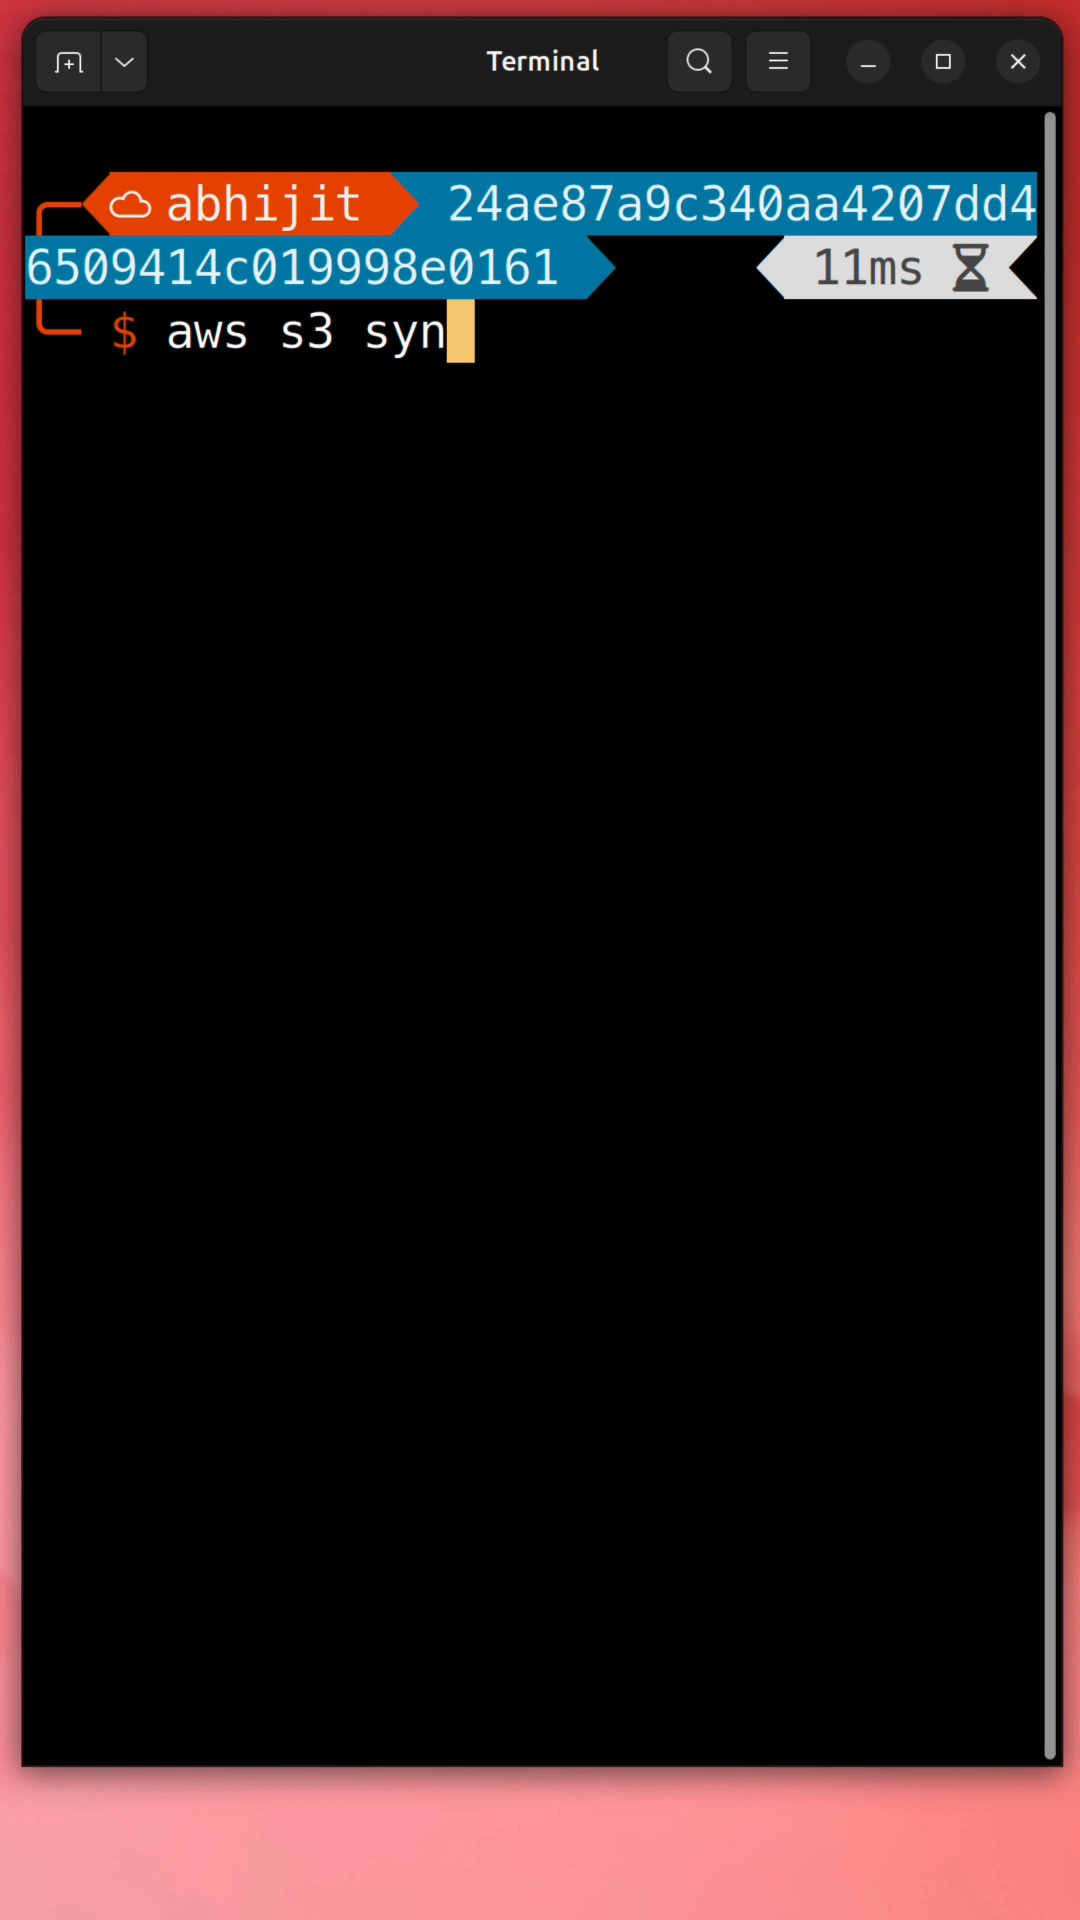 Terminal
abhijit 24ae87a9c340aa4207dd4
6509414c019998e0161 11ms
$ aws s3 syn